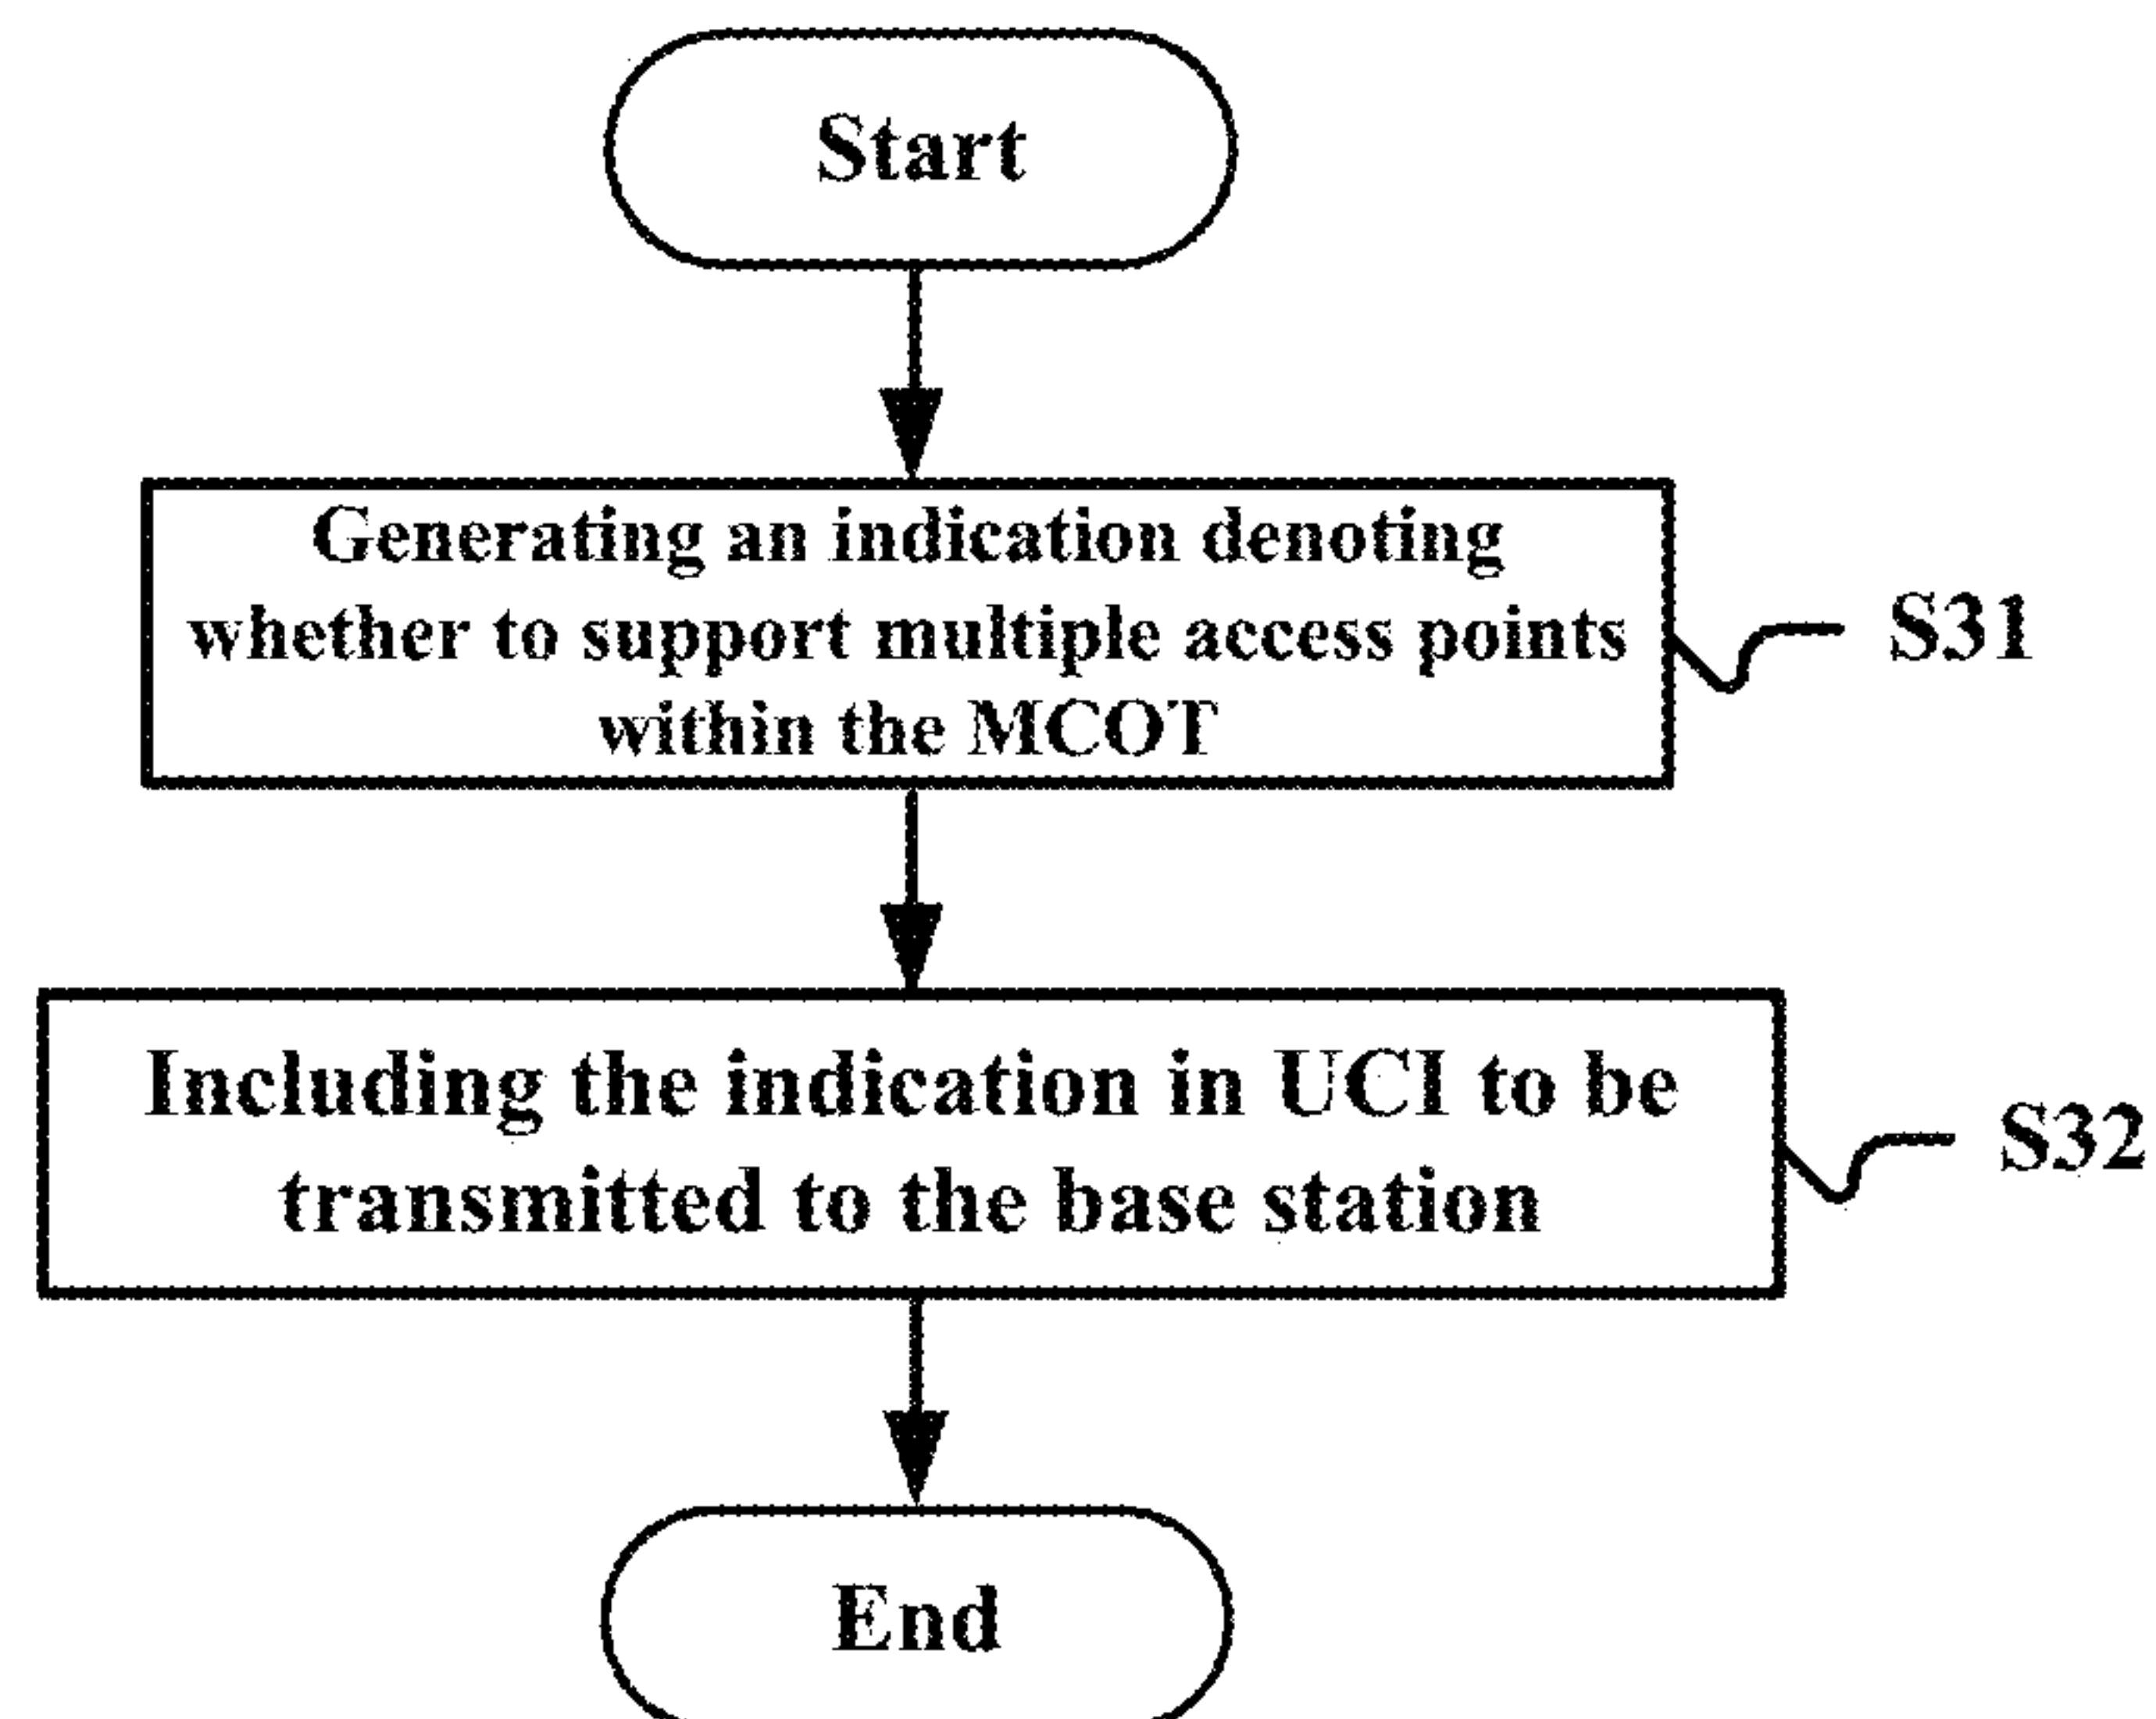 Start
Generating an indication denoting
whether to support multiple access points
within the MCOT
S31
Including the indication in UCI to be
transmitted to the base station
S32
End